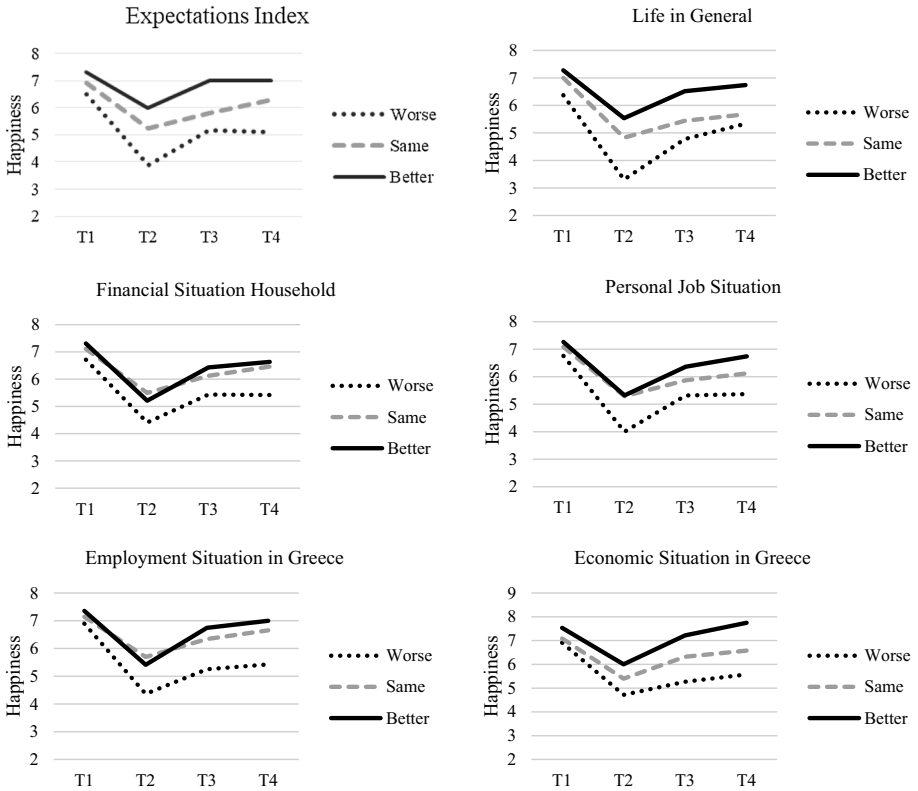 Expectations Index
8
7
6
5
4
3
2
Happiness
T1 T2 T3 T4
Worse
Same
Better
Life in General
8
7
6
5
4
3
2
Happiness
T1 T2 T3 T4
Worse
Same
Better
Financial Situation Household
8
7
6
5
4
3
2
Happiness
T1 T2 T3 T4
Worse
Same
Better
Personal Job Situation
8
7
6
5
4
3
2
Happiness
T1 T2 T3 T4
Worse
Same
Better
Employment Situation in Greece
8
7
6
5
4
3
2
Happiness
T1 T2 T3 T4
Worse
Same
Better
Economic Situation in Greece
9
8
7
6
5
4
3
2
Happiness
T1 T2 T3 T4
Worse
Same
Better